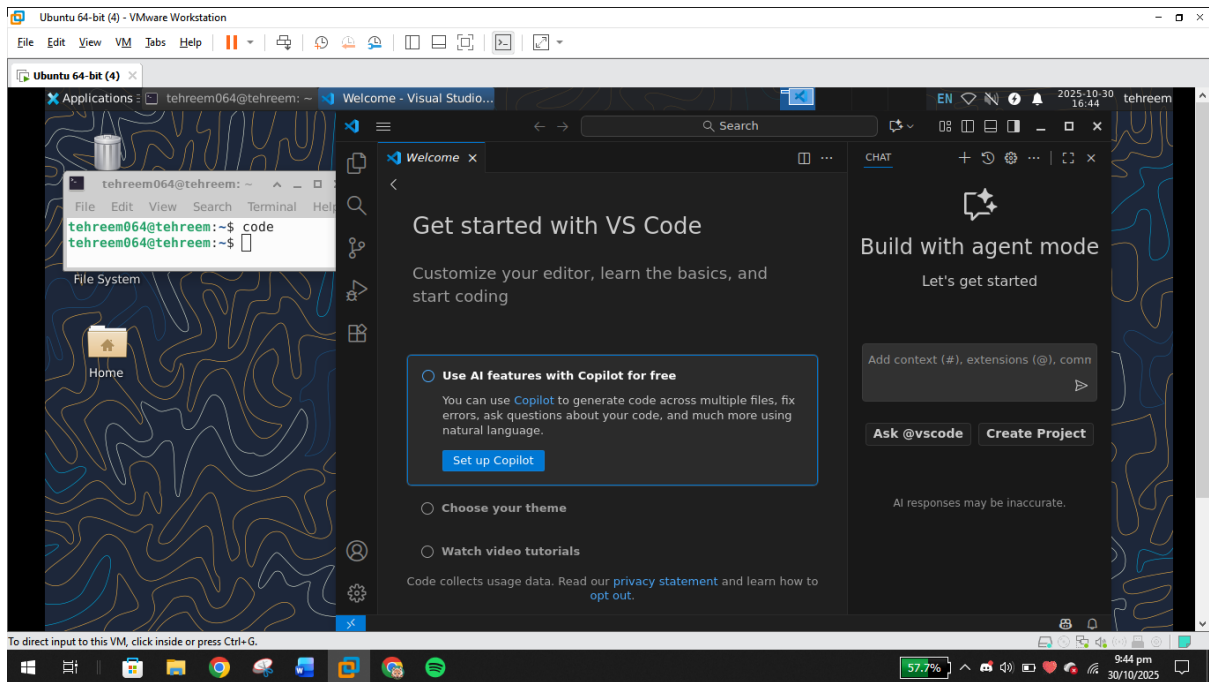 Ubuntu 64-bit (4) - VMware Workstation
File Edit View VM Tabs Help
Ubuntu 64-bit (4)
Applications tehreem064@tehreem: ~ Welcome - Visual Studio... EN 2025-10-30 16:44 tehreem
Search
Welcome
CHAT
tehreem064@tehreem: ~
File Edit View Search Terminal Help
tehreem064@tehreem:~$ code
tehreem064@tehreem:~$
File System
Home
Get started with VS Code
Customize your editor, learn the basics, and
start coding
Use AI features with Copilot for free
You can use Copilot to generate code across multiple files, fix
errors, ask questions about your code, and much more using
natural language.
Set up Copilot
Choose your theme
Watch video tutorials
Code collects usage data. Read our privacy statement and learn how to
opt out.
Build with agent mode
Let's get started
Add context (#), extensions (@), comn
Ask @vscode Create Project
AI responses may be inaccurate.
To direct input to this VM, click inside or press Ctrl+G.
57.7%
9:44 pm
30/10/2025